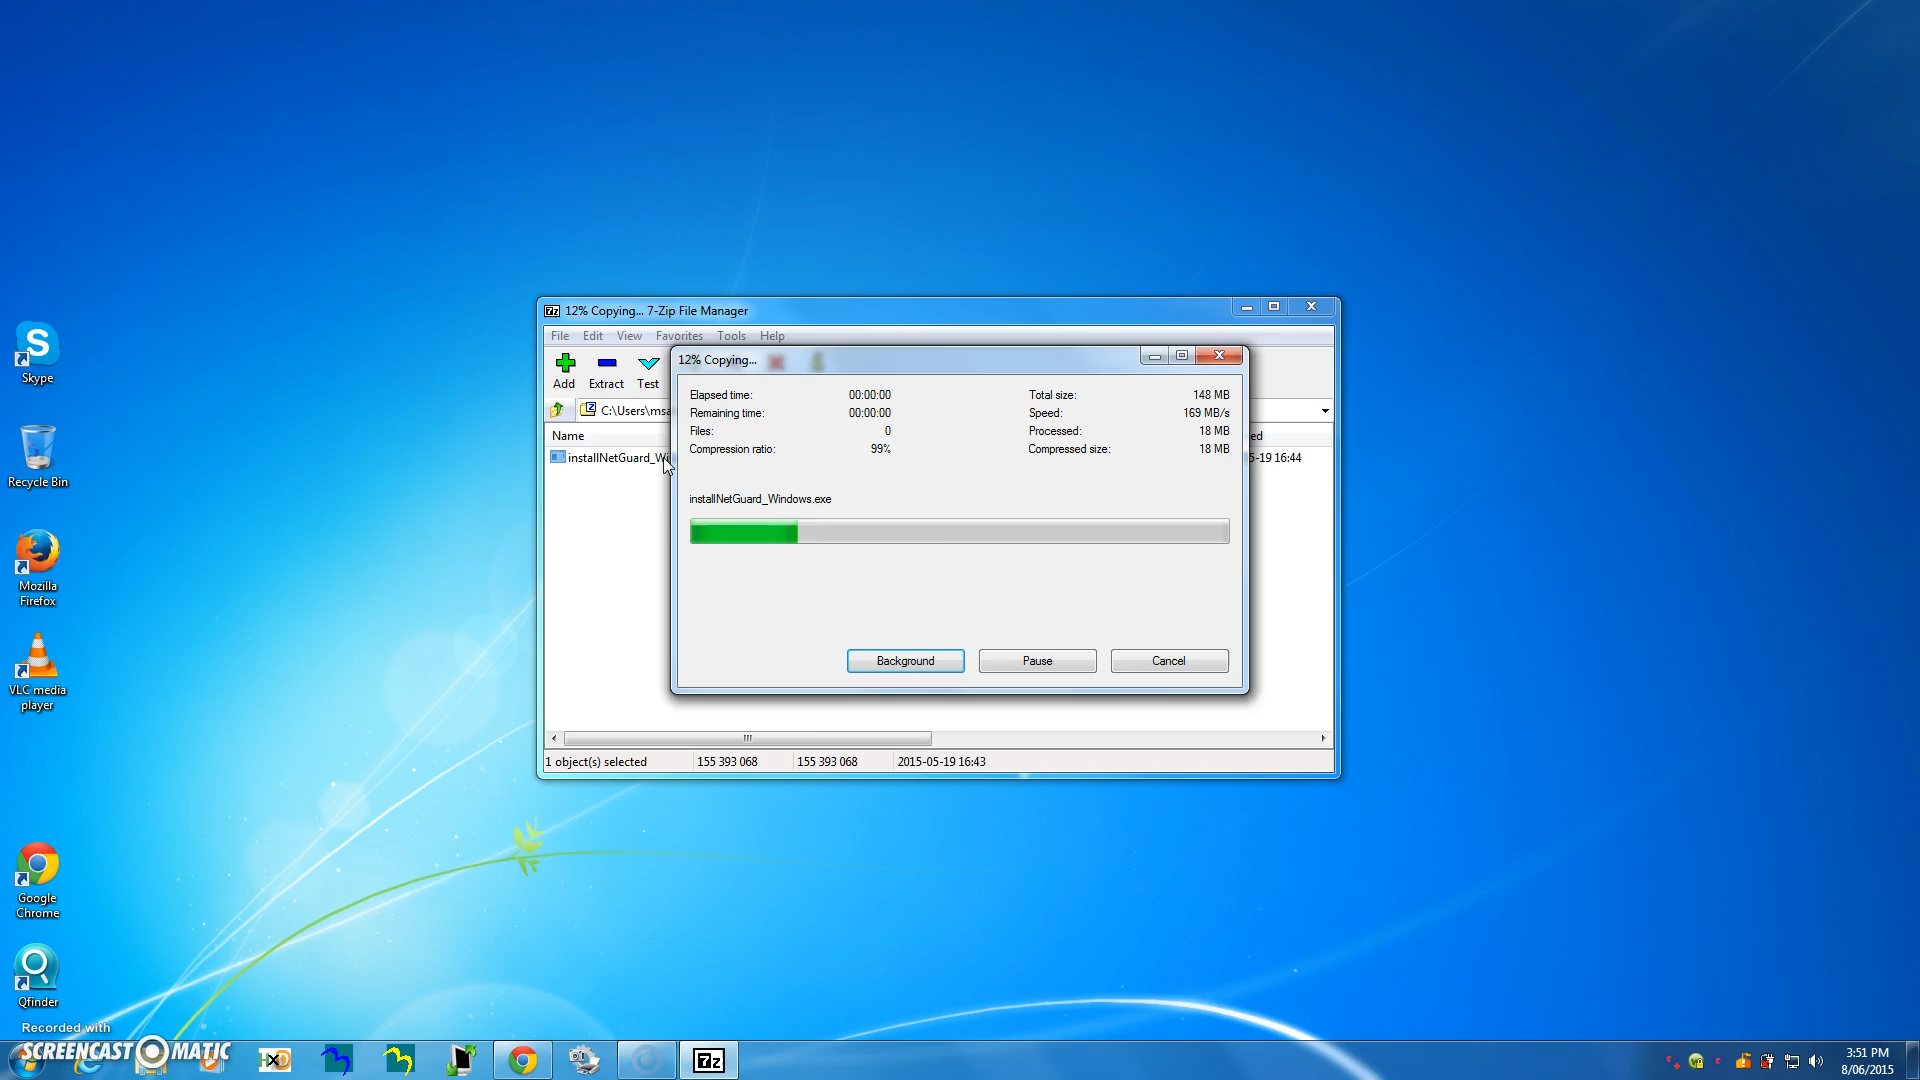 12% Copying... 7-Zip File Manager
File Edit View Favorites Tools Help
12% Copying...
Add Extract Test
C:\Users\msa
Name
ed
installNetGuard_Wi
5-19 16:44
Elapsed time: 00:00:00 Total size: 148 MB
Remaining time: 00:00:00 Speed: 169 MB/s
Files: 0 Processed: 18 MB
Compression ratio: 99% Compressed size: 18 MB
installNetGuard_Windows.exe
Background Pause Cancel
1 object(s) selected 155 393 068 155 393 068 2015-05-19 16:43
Skype
Recycle Bin
Mozilla
Firefox
VLC media
player
Google
Chrome
Qfinder
Recorded with
SCREENCAST MATIC
HxD
7z
3:51 PM
8/06/2015